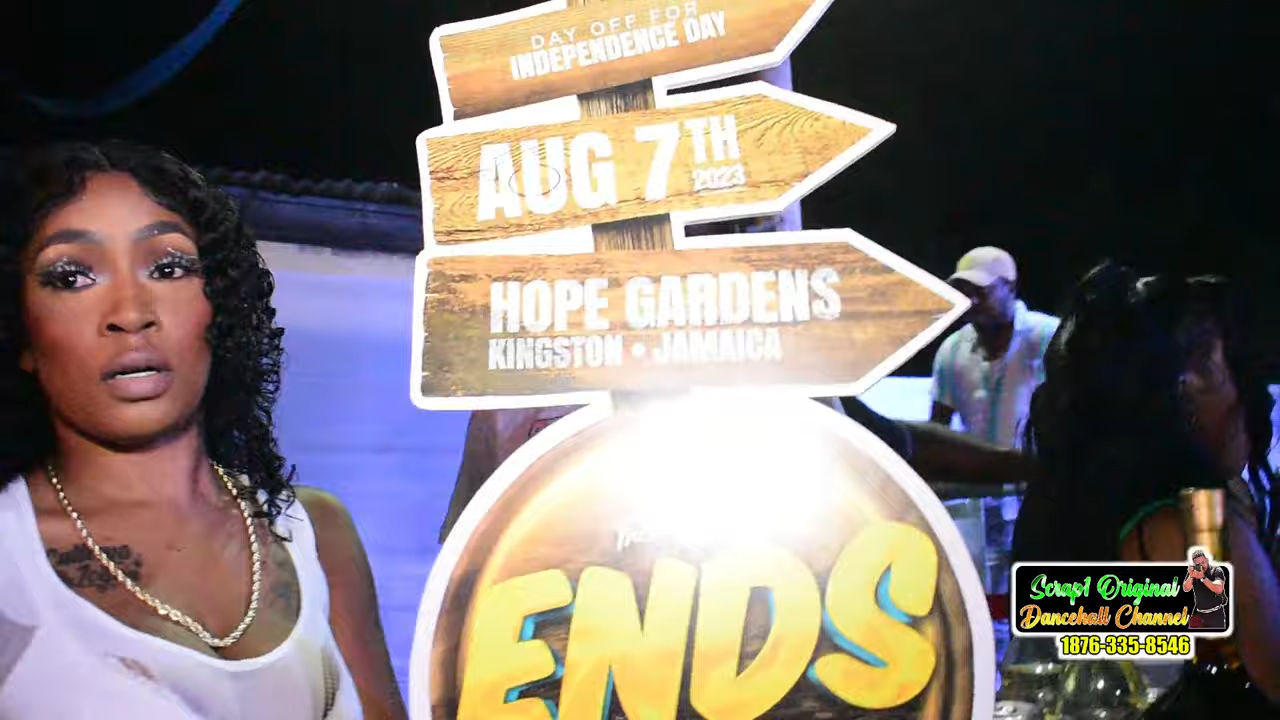 DAY OFF FOR
INDEPENDENCE DAY
AUG 7TH
2023
HOPE GARDENS
KINGSTON • JAMAICA
ENDS
Scrap1 Original
Dancehall Channel
1876-335-8546